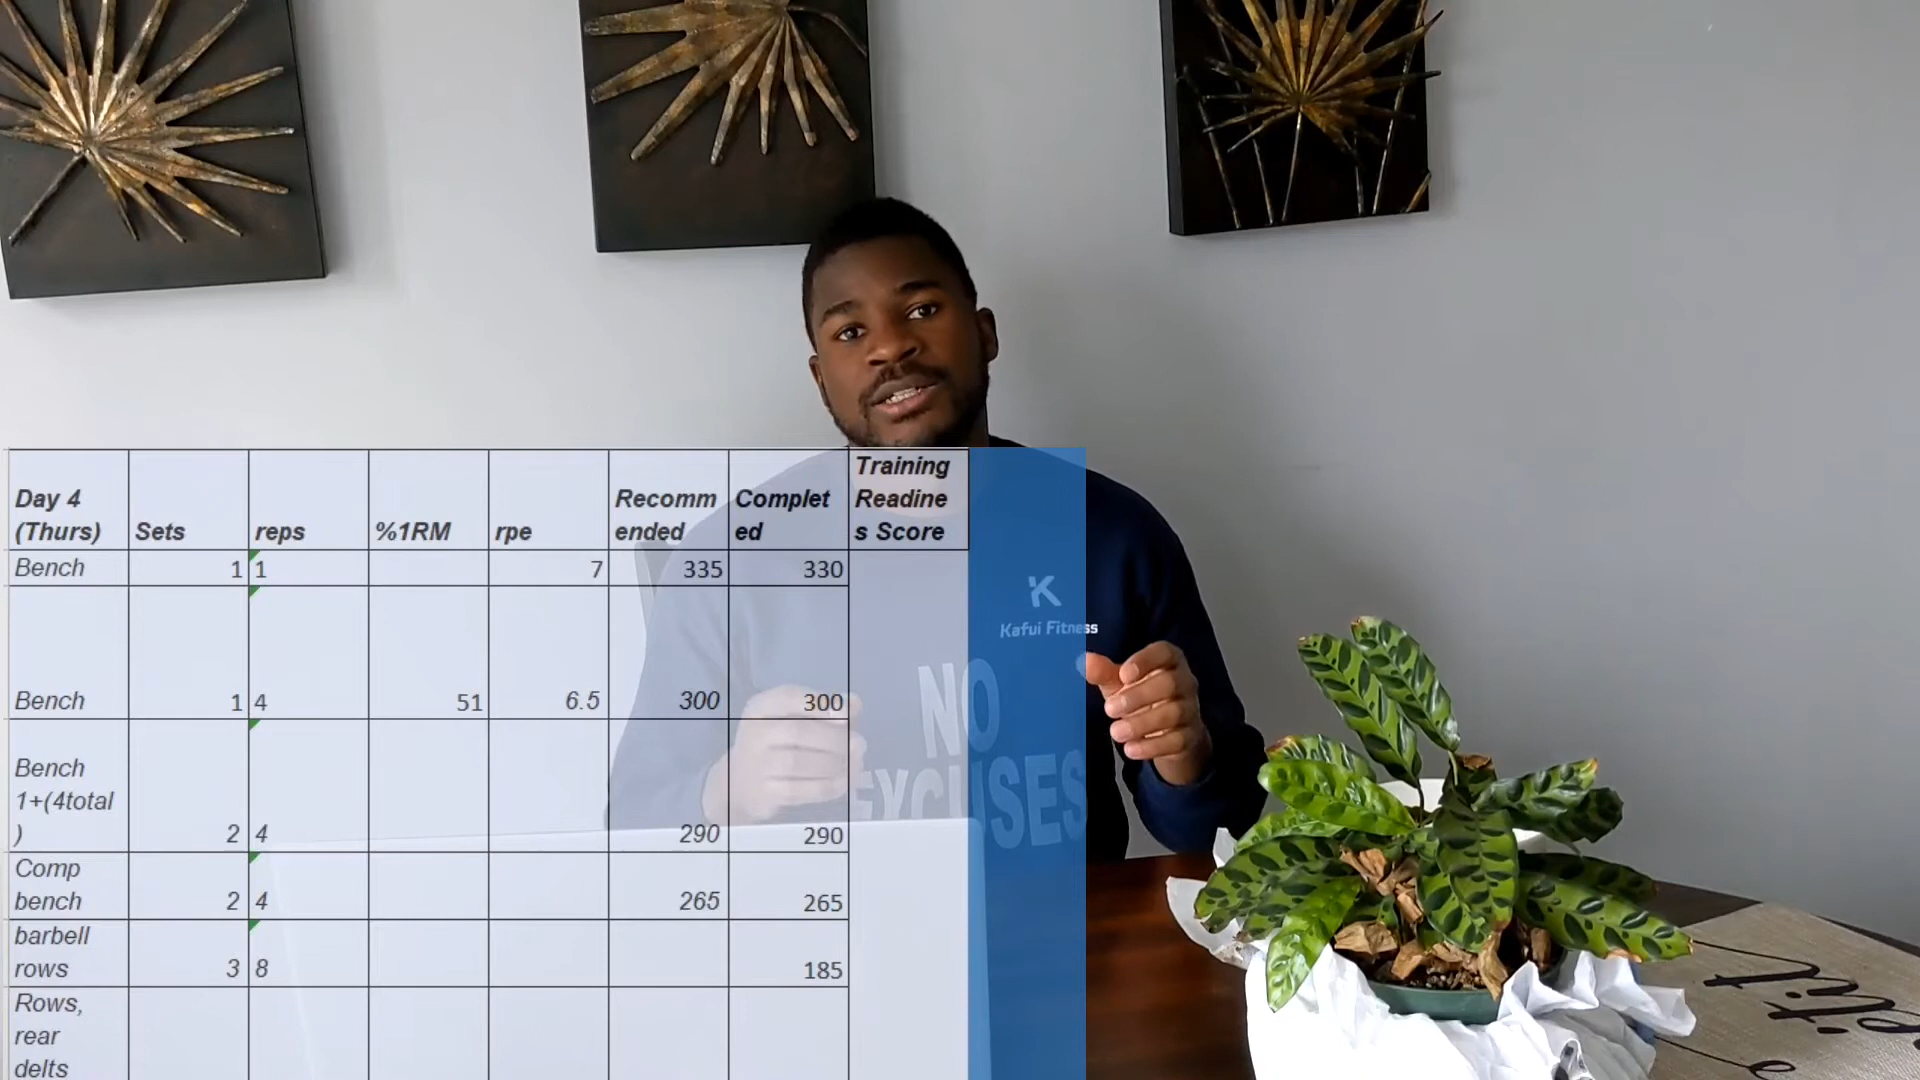 Day 4 (Thurs) Sets reps %1RM rpe Recomm ended Complet ed Training Readine s Score
Bench 1 1 7 335 330
Bench 1 4 51 6.5 300 300
Bench 1+(4total ) 2 4 290 290
Comp bench 2 4 265 265
barbell rows 3 8 185
Rows, rear delts
Kafui Fitness
NO
EXCUSES